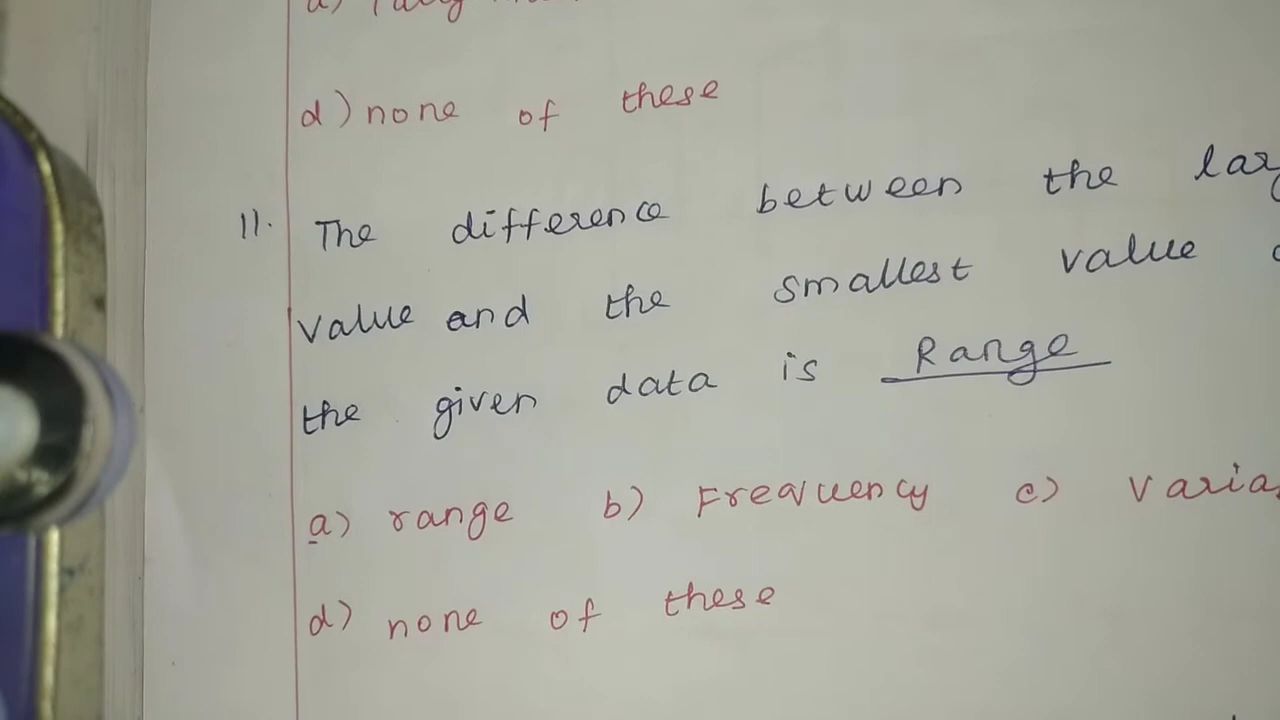 d) none of these
11. The difference between the
value and the smallest value
the given data is Range
a) range b) Frequency c)
d) none of these